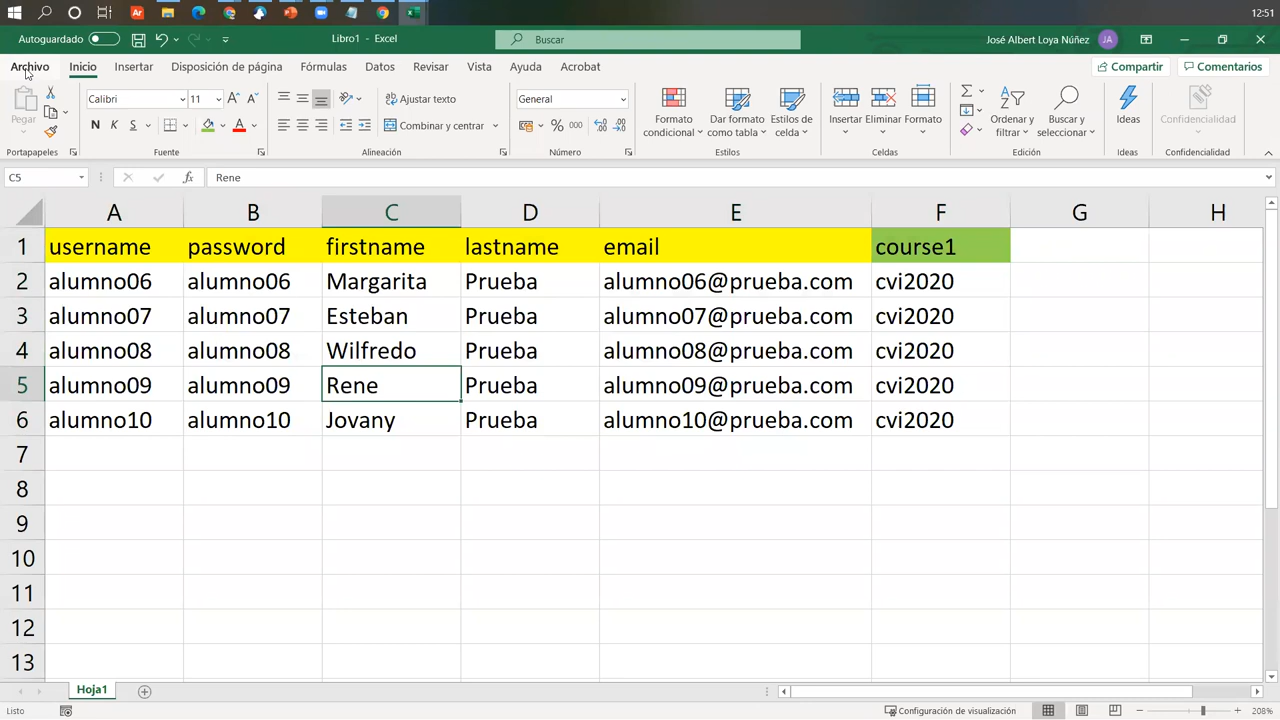 12:51
Autoguardado
Libro1 - Excel
Buscar
José Albert Loya Núñez
JA
Archivo
Inicio
Insertar
Disposición de página
Fórmulas
Datos
Revisar
Vista
Ayuda
Acrobat
Compartir
Comentarios
Pegar
Calibri
11
N K S
Ajustar texto
Combinar y centrar
General
% 000
Formato condicional
Dar formato como tabla
Estilos de celda
Insertar
Eliminar
Formato
Ordenar y filtrar
Buscar y seleccionar
Ideas
Confidencialidad
Portapapeles
Fuente
Alineación
Número
Estilos
Celdas
Edición
Ideas
Confidencialidad
C5
fx
Rene
A B C D E F G H
1 username password firstname lastname email course1
2 alumno06 alumno06 Margarita Prueba alumno06@prueba.com cvi2020
3 alumno07 alumno07 Esteban Prueba alumno07@prueba.com cvi2020
4 alumno08 alumno08 Wilfredo Prueba alumno08@prueba.com cvi2020
5 alumno09 alumno09 Rene Prueba alumno09@prueba.com cvi2020
6 alumno10 alumno10 Jovany Prueba alumno10@prueba.com cvi2020
7
8
9
10
11
12
13
Hoja1
Listo
Configuración de visualización
208%